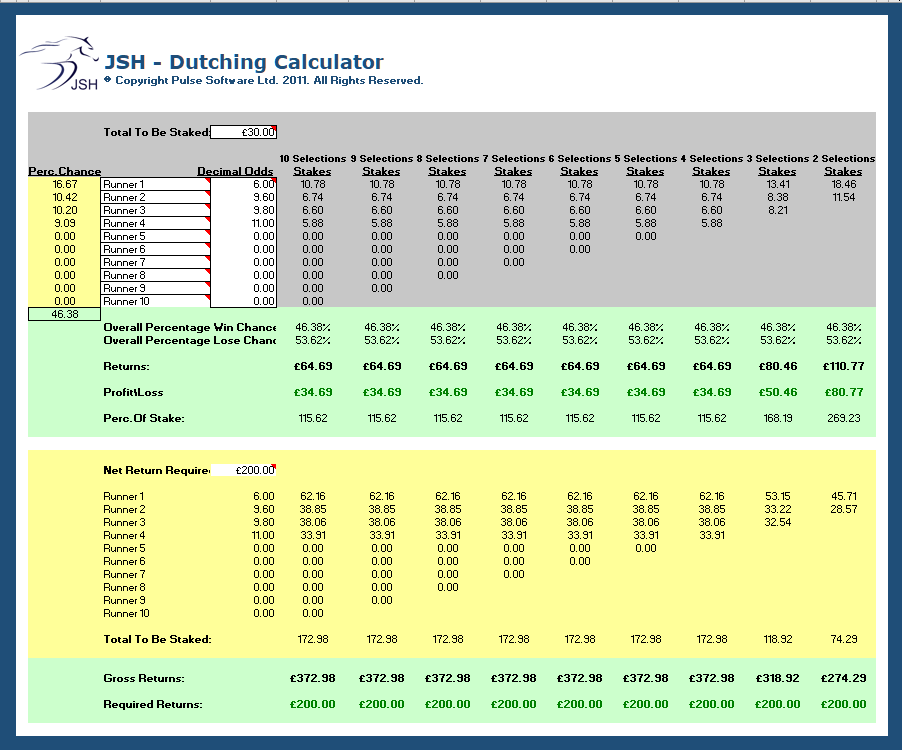 JSH
JSH - Dutching Calculator
® Copyright Pulse Software Ltd. 2011. All Rights Reserved.
Total To Be Staked: £30.00
10 Selections 9 Selections 8 Selections 7 Selections 6 Selections 5 Selections 4 Selections 3 Selections 2 Selections
Perc.Chance Decimal Odds Stakes Stakes Stakes Stakes Stakes Stakes Stakes Stakes Stakes
16.67 Runner 1 6.00 10.78 10.78 10.78 10.78 10.78 10.78 10.78 13.41 18.46
10.42 Runner 2 9.60 6.74 6.74 6.74 6.74 6.74 6.74 6.74 8.38 11.54
10.20 Runner 3 9.80 6.60 6.60 6.60 6.60 6.60 6.60 6.60 8.21
9.09 Runner 4 11.00 5.88 5.88 5.88 5.88 5.88 5.88 5.88
0.00 Runner 5 0.00 0.00 0.00 0.00 0.00 0.00 0.00
0.00 Runner 6 0.00 0.00 0.00 0.00 0.00 0.00
0.00 Runner 7 0.00 0.00 0.00 0.00 0.00
0.00 Runner 8 0.00 0.00 0.00 0.00
0.00 Runner 9 0.00 0.00 0.00
0.00 Runner 10 0.00 0.00
46.38
Overall Percentage Win Chance 46.38% 46.38% 46.38% 46.38% 46.38% 46.38% 46.38% 46.38% 46.38%
Overall Percentage Lose Chanc 53.62% 53.62% 53.62% 53.62% 53.62% 53.62% 53.62% 53.62% 53.62%
Returns: £64.69 £64.69 £64.69 £64.69 £64.69 £64.69 £64.69 £80.46 £110.77
Profit\Loss £34.69 £34.69 £34.69 £34.69 £34.69 £34.69 £34.69 £50.46 £80.77
Perc.Of Stake: 115.62 115.62 115.62 115.62 115.62 115.62 115.62 168.19 269.23
Net Return Require £200.00
Runner 1 6.00 62.16 62.16 62.16 62.16 62.16 62.16 62.16 53.15 45.71
Runner 2 9.60 38.85 38.85 38.85 38.85 38.85 38.85 38.85 33.22 28.57
Runner 3 9.80 38.06 38.06 38.06 38.06 38.06 38.06 38.06 32.54
Runner 4 11.00 33.91 33.91 33.91 33.91 33.91 33.91 33.91
Runner 5 0.00 0.00 0.00 0.00 0.00 0.00 0.00
Runner 6 0.00 0.00 0.00 0.00 0.00 0.00
Runner 7 0.00 0.00 0.00 0.00 0.00
Runner 8 0.00 0.00 0.00 0.00
Runner 9 0.00 0.00 0.00
Runner 10 0.00 0.00
Total To Be Staked: 172.98 172.98 172.98 172.98 172.98 172.98 172.98 118.92 74.29
Gross Returns: £372.98 £372.98 £372.98 £372.98 £372.98 £372.98 £372.98 £318.92 £274.29
Required Returns: £200.00 £200.00 £200.00 £200.00 £200.00 £200.00 £200.00 £200.00 £200.00